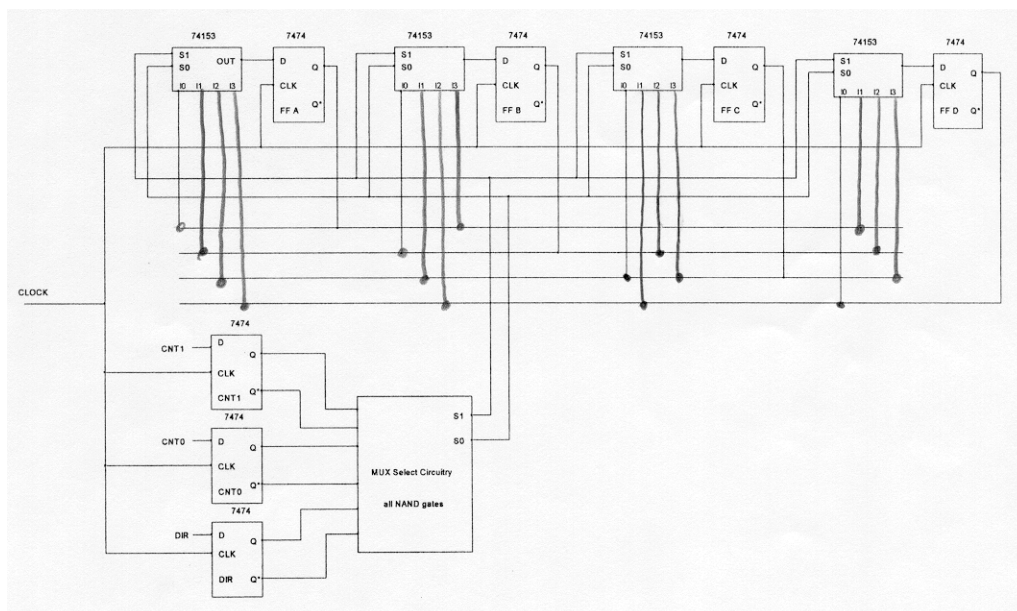 74153 7474 74153 7474 74153 7474 74153 7474
S1 S0 OUT I0 I1 I2 I3
D Q CLK Q* FF A
S1 S0 I0 I1 I2 I3
D Q CLK Q* FF B
S1 S0 I0 I1 I2 I3
D Q CLK Q* FF C
S1 S0 I0 I1 I2 I3
D Q CLK Q* FF D
CLOCK
7474
CNT1 D Q
CLK
CNT1 Q*
7474
CNT0 D Q
CLK
CNT0 Q*
7474
DIR D Q
CLK
DIR Q*
S1
S0
MUX Select Circuitry
all NAND gates